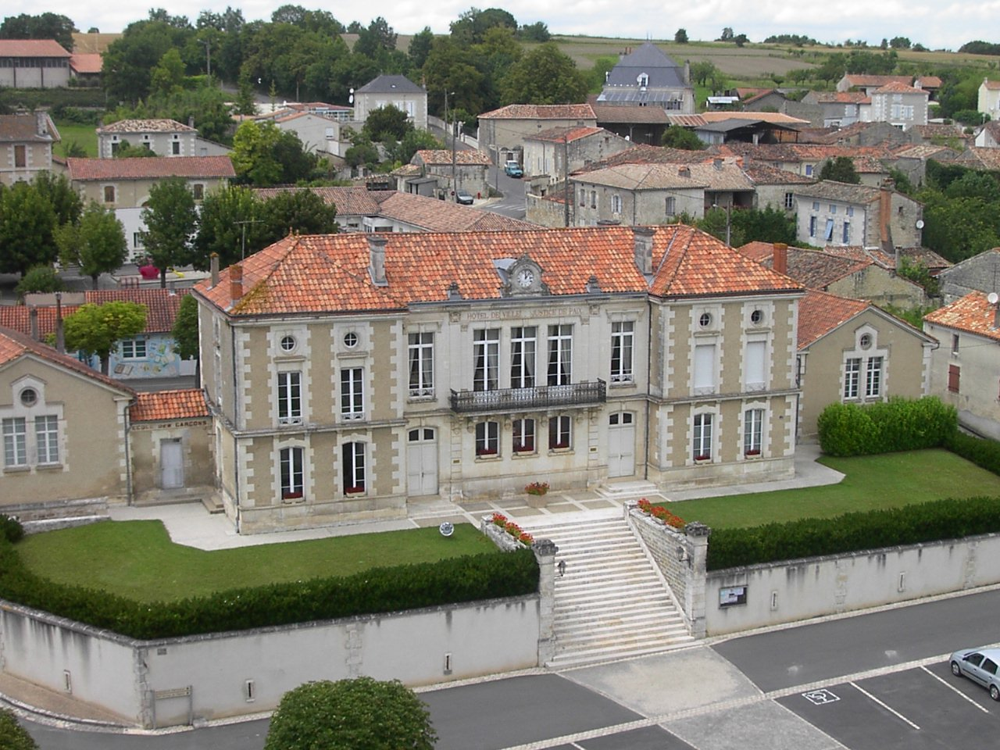 HOTEL DE VILLE JUSTICE DE PAIX
ECOLE DES GARCONS